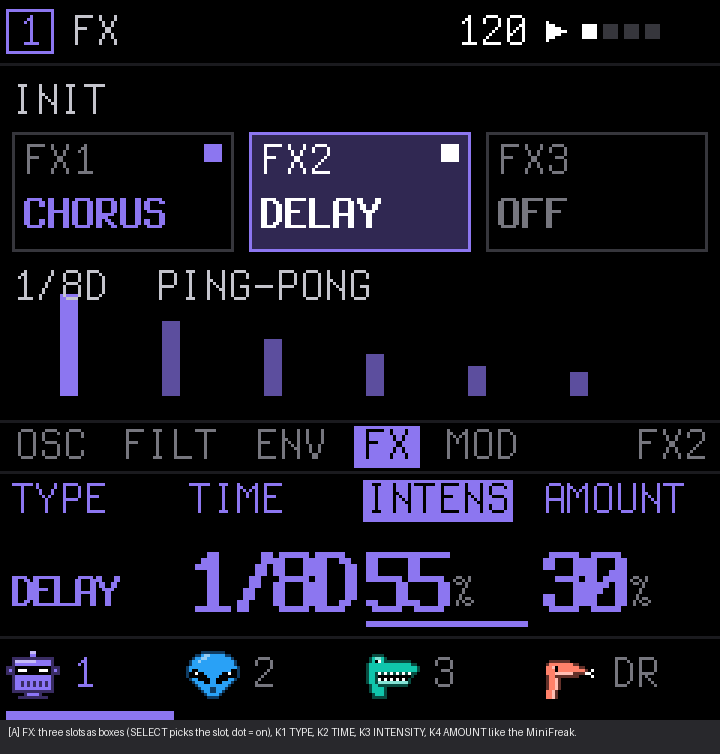 1 FX 120
INIT
FX1 FX2 FX3
CHORUS DELAY OFF
1/8D PING-PONG
OSC FILT ENV FX MOD FX2
TYPE TIME INTENS AMOUNT
DELAY 1/8D 55% 30%
1 2 3 DR
[A] FX: three slots as boxes (SELECT picks the slot, dot = on), K1 TYPE, K2 TIME, K3 INTENSITY, K4 AMOUNT like the MiniFreak.